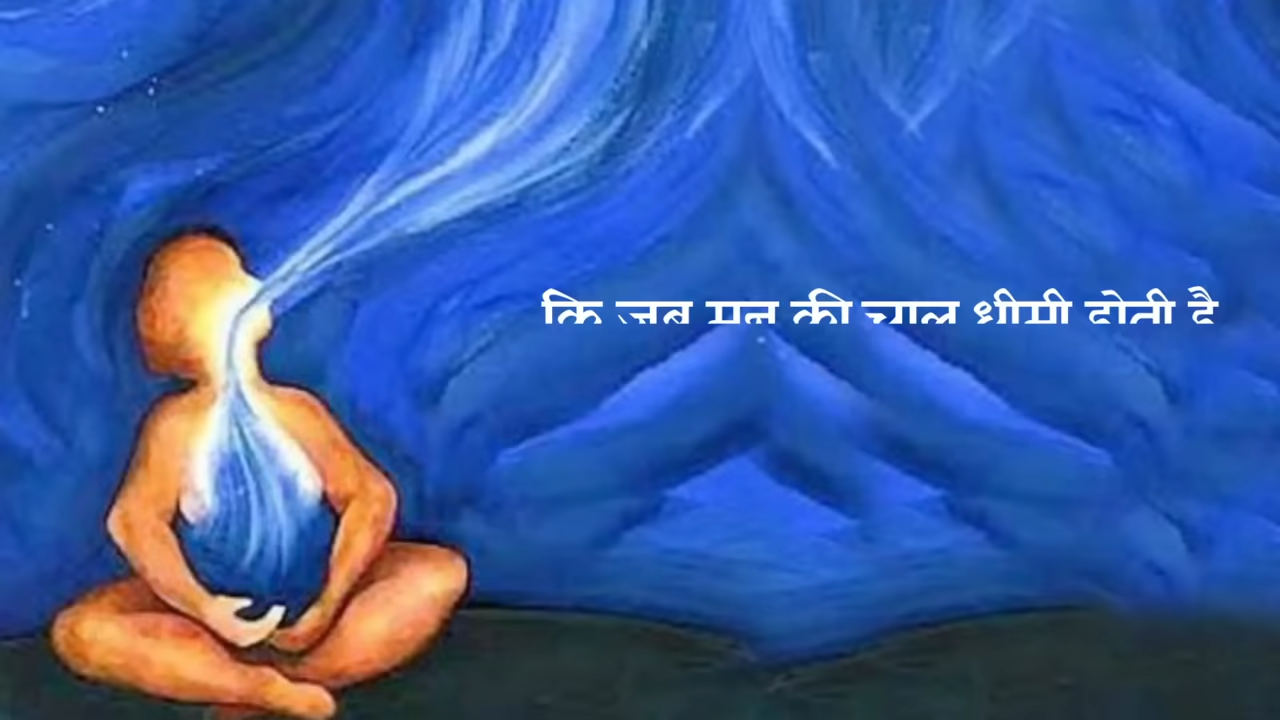 कि जब मन की चाल धीमी होती है